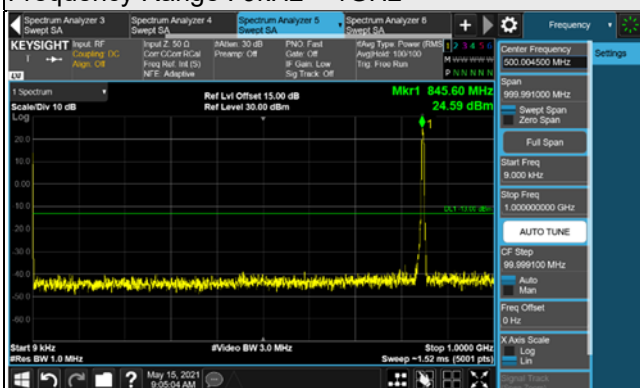 Spectrum Analyzer 3
Swept SA
Spectrum Analyzer 4
Swept SA
Spectrum Analyzer 5
Swept SA
Spectrum Analyzer 6
Swept SA
+
Frequency
KEYSIGHT
Input: RF
Coupling: DC
Align: Off
Input Z: 50 Ω
Corr CCorr RCal
Freq Ref: Int (S)
NFE: Adaptive
#Atten: 30 dB
Preamp: Off
PNO: Fast
Gate: Off
IF Gain: Low
Sig Track: Off
#Avg Type: Power (RMS
Avg|Hold: 100/100
Trig: Free Run
1 2 3 4 5 6
M W W W W W
P N N N N N
LXI
Center Frequency
500.004500 MHz
Settings
Span
999.991000 MHz
Swept Span
Zero Span
Full Span
Start Freq
9.000 kHz
Stop Freq
1.000000000 GHz
AUTO TUNE
CF Step
99.999100 MHz
Auto
Man
Freq Offset
0 Hz
X Axis Scale
Log
Lin
Signal Track
1 Spectrum
Scale/Div 10 dB
Log
Ref Lvl Offset 15.00 dB
Ref Level 30.00 dBm
Mkr1 845.60 MHz
24.59 dBm
1
20.0
10.0
0.00
-10.0
-20.0
-30.0
-40.0
-50.0
-60.0
DL1 -13.00 dBm
Start 9 kHz
#Res BW 1.0 MHz
#Video BW 3.0 MHz
Stop 1.0000 GHz
Sweep ~1.52 ms (5001 pts)
?
May 15, 2021
9:05:04 AM